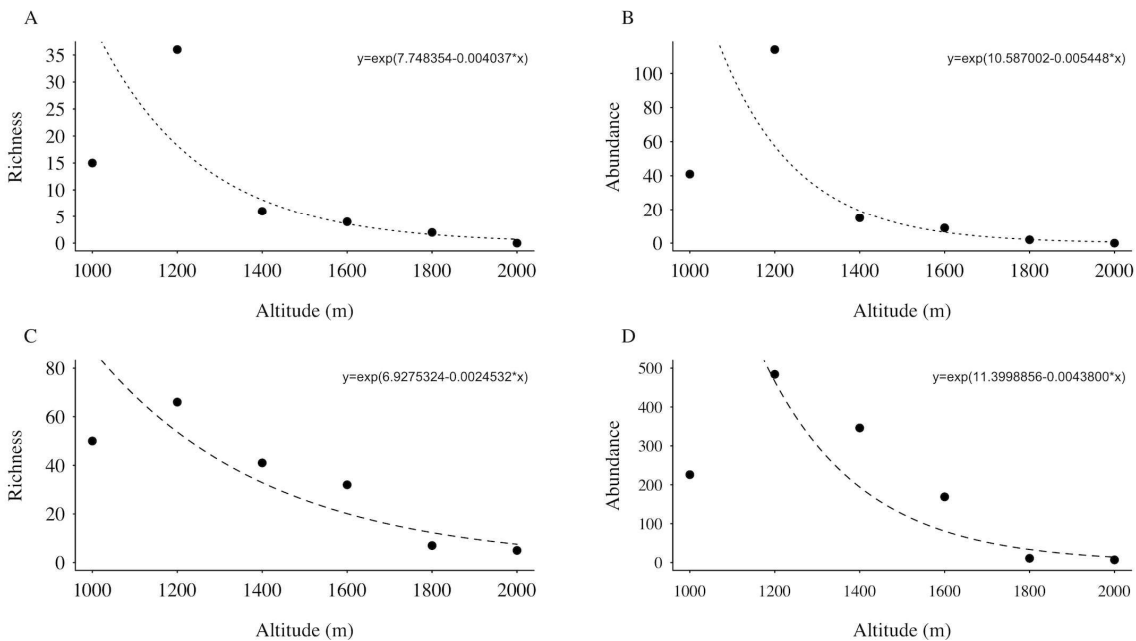 A
y=exp(7.748354-0.004037*x)
Richness
35
30
25
20
15
10
5
0
1000 1200 1400 1600 1800 2000
Altitude (m)
B
y=exp(10.587002-0.005448*x)
Abundance
100
80
60
40
20
0
1000 1200 1400 1600 1800 2000
Altitude (m)
C
y=exp(6.9275324-0.0024532*x)
Richness
80
60
40
20
0
1000 1200 1400 1600 1800 2000
Altitude (m)
D
y=exp(11.3998856-0.0043800*x)
Abundance
500
400
300
200
100
0
1000 1200 1400 1600 1800 2000
Altitude (m)